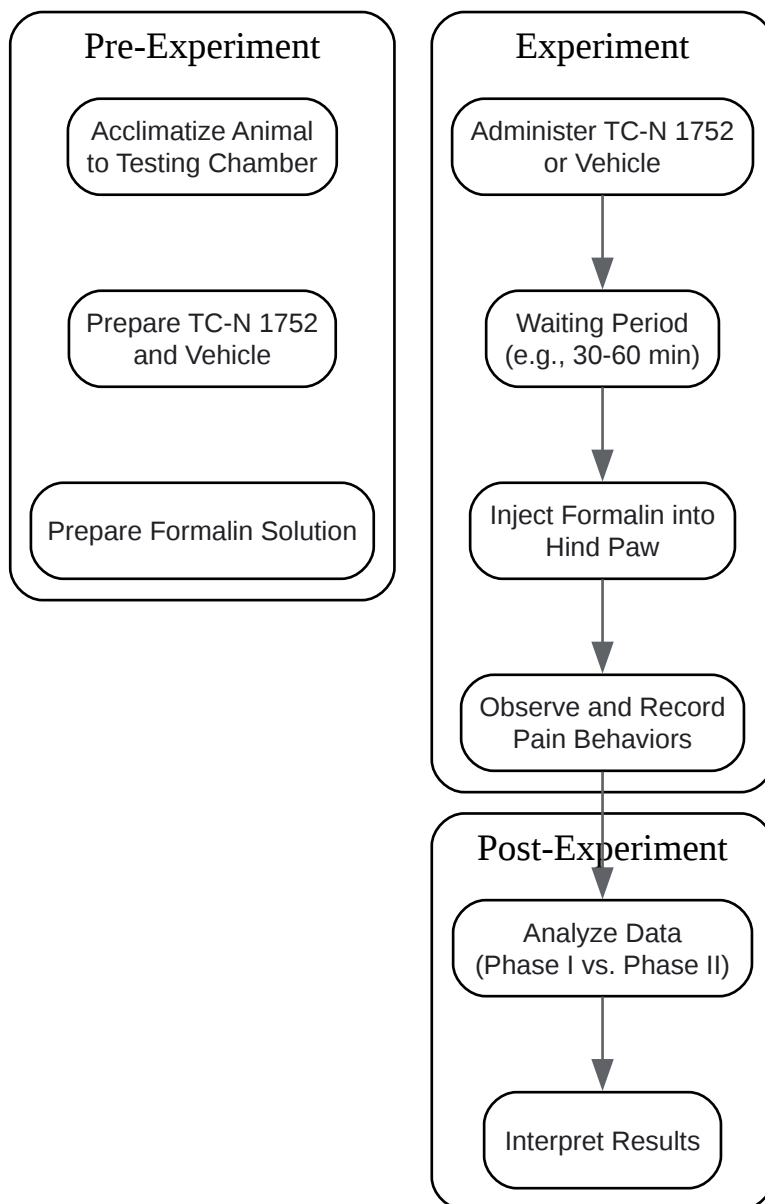 Pre-Experiment
Acclimatize Animal
to Testing Chamber
Prepare TC-N 1752
and Vehicle
Prepare Formalin Solution
Experiment
Administer TC-N 1752
or Vehicle
Waiting Period
(e.g., 30-60 min)
Inject Formalin into
Hind Paw
Observe and Record
Pain Behaviors
Post-Experiment
Analyze Data
(Phase I vs. Phase II)
Interpret Results